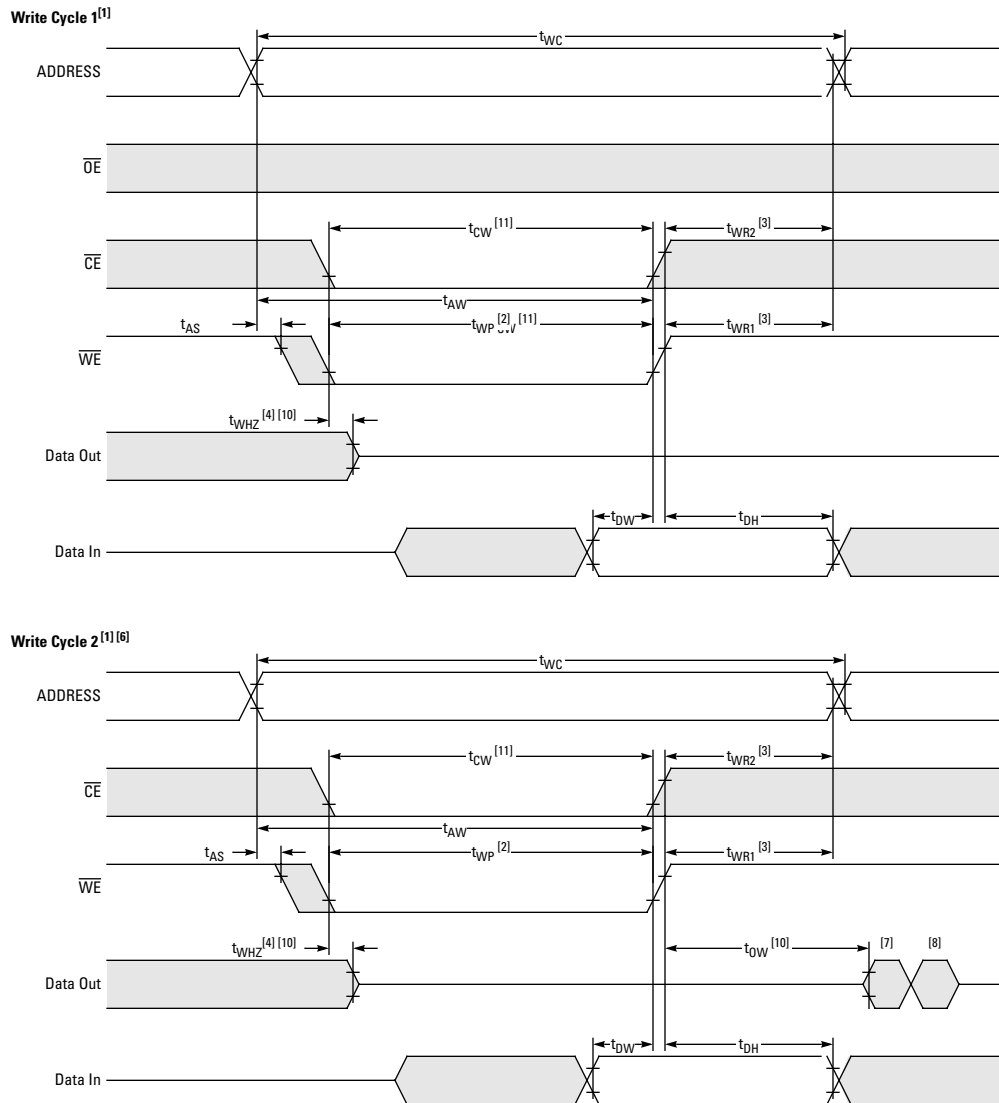 Write Cycle 1[1]
tWC
ADDRESS
OE
tCW [11]
tWR2 [3]
CE
tAW
tAS
tWP [2] [11]
tWR1 [3]
WE
tWHZ [4] [10]
Data Out
tDW
tDH
Data In
Write Cycle 2[1] [6]
tWC
ADDRESS
tCW [11]
tWR2 [3]
CE
tAW
tAS
tWP [2]
tWR1 [3]
WE
tWHZ [4] [10]
tOW [10]
[7]
[8]
Data Out
tDW
tDH
Data In